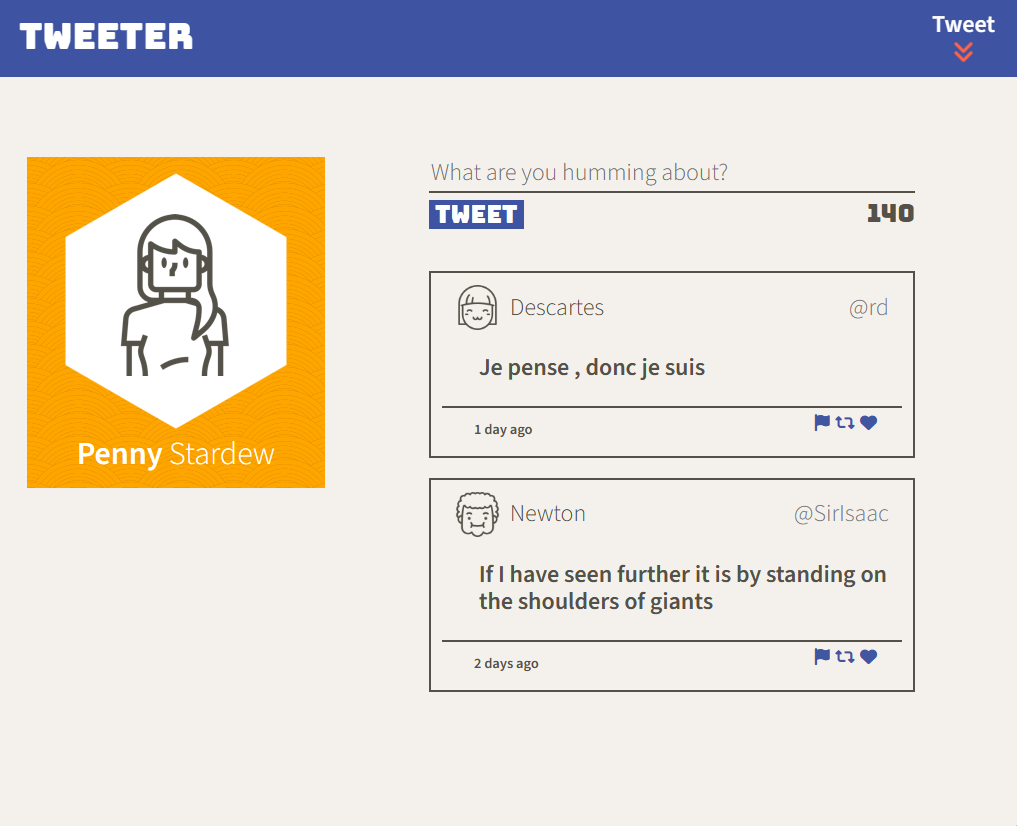 TWEETER
Tweet
Penny Stardew
What are you humming about?
TWEET
140
Descartes
@rd
Je pense , donc je suis
1 day ago
Newton
@SirIsaac
If I have seen further it is by standing on
the shoulders of giants
2 days ago